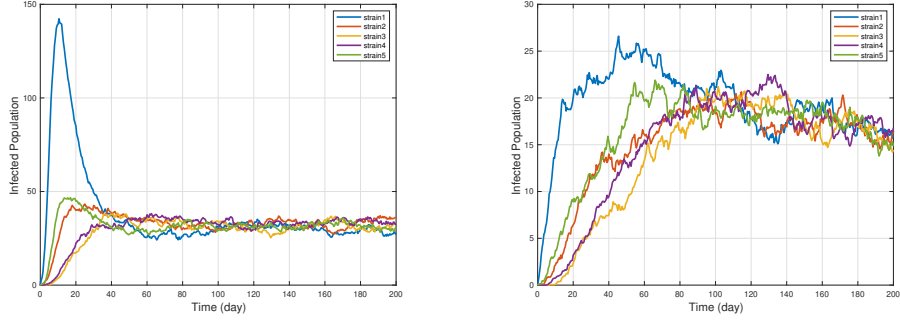 150
100
50
0
Infected Population
0 20 40 60 80 100 120 140 160 180 200
Time (day)
strain1
strain2
strain3
strain4
strain5
30
25
20
15
10
5
0
Infected Population
0 20 40 60 80 100 120 140 160 180 200
Time (day)
strain1
strain2
strain3
strain4
strain5